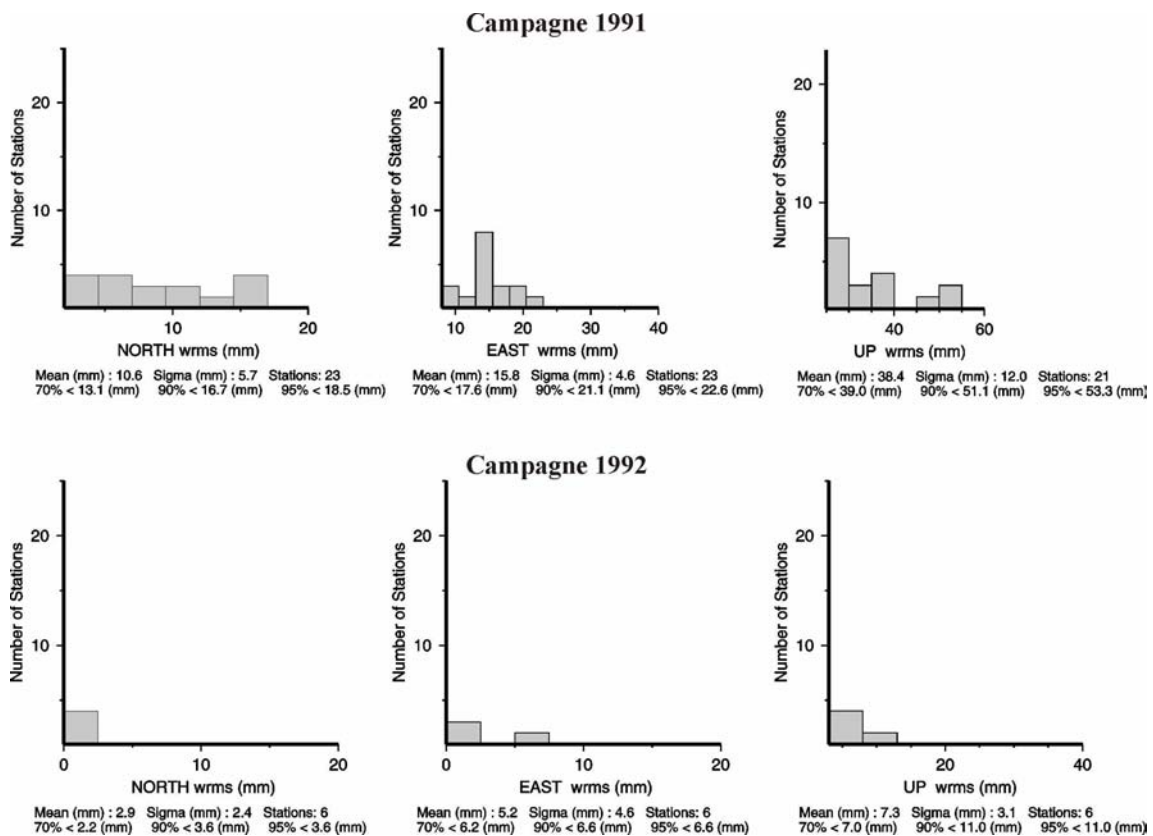 Campagne 1991
Number of Stations
20
10
10
20
NORTH wrms (mm)
Mean (mm) : 10.6 Sigma (mm) : 5.7 Stations: 23
70% < 13.1 (mm) 90% < 16.7 (mm) 95% < 18.5 (mm)
Number of Stations
20
10
10
20
30
40
EAST wrms (mm)
Mean (mm) : 15.8 Sigma (mm) : 4.6 Stations: 23
70% < 17.6 (mm) 90% < 21.1 (mm) 95% < 22.6 (mm)
Number of Stations
20
10
40
60
UP wrms (mm)
Mean (mm) : 38.4 Sigma (mm) : 12.0 Stations: 21
70% < 39.0 (mm) 90% < 51.1 (mm) 95% < 53.3 (mm)
Campagne 1992
Number of Stations
20
10
0
10
20
NORTH wrms (mm)
Mean (mm) : 2.9 Sigma (mm) : 2.4 Stations: 6
70% < 2.2 (mm) 90% < 3.6 (mm) 95% < 3.6 (mm)
Number of Stations
20
10
0
10
20
EAST wrms (mm)
Mean (mm) : 5.2 Sigma (mm) : 4.6 Stations: 6
70% < 6.2 (mm) 90% < 6.6 (mm) 95% < 6.6 (mm)
Number of Stations
20
10
20
40
UP wrms (mm)
Mean (mm) : 7.3 Sigma (mm) : 3.1 Stations: 6
70% < 7.0 (mm) 90% < 11.0 (mm) 95% < 11.0 (mm)